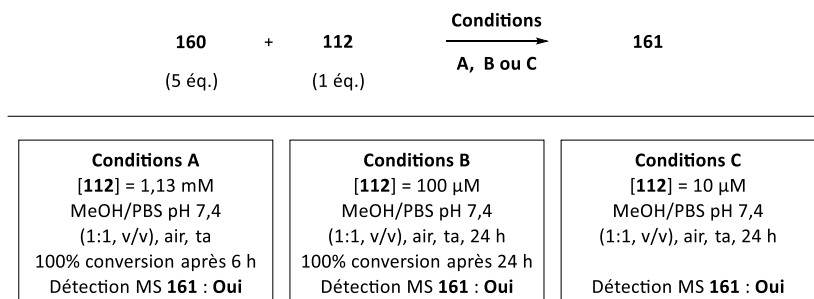 Conditions
160 + 112 161
A, B ou C
(5 éq.) (1 éq.)
Conditions A
[112] = 1,13 mM
MeOH/PBS pH 7,4
(1:1, v/v), air, ta
100% conversion après 6 h
Détection MS 161 : Oui
Conditions B
[112] = 100 µM
MeOH/PBS pH 7,4
(1:1, v/v), air, ta, 24 h
100% conversion après 24 h
Détection MS 161 : Oui
Conditions C
[112] = 10 µM
MeOH/PBS pH 7,4
(1:1, v/v), air, ta, 24 h
Détection MS 161 : Oui